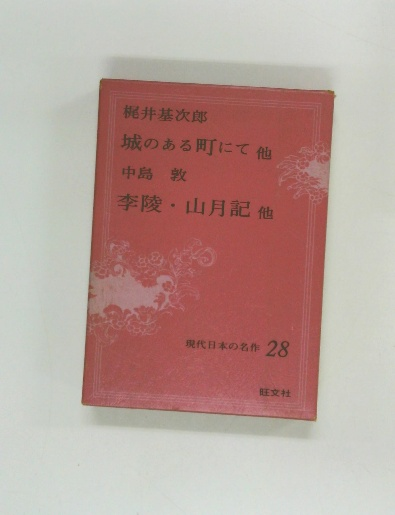 梶井基次郎
城のある町にて 他
中島 敦
李陵・山月記 他
現代日本の名作 28
旺文社